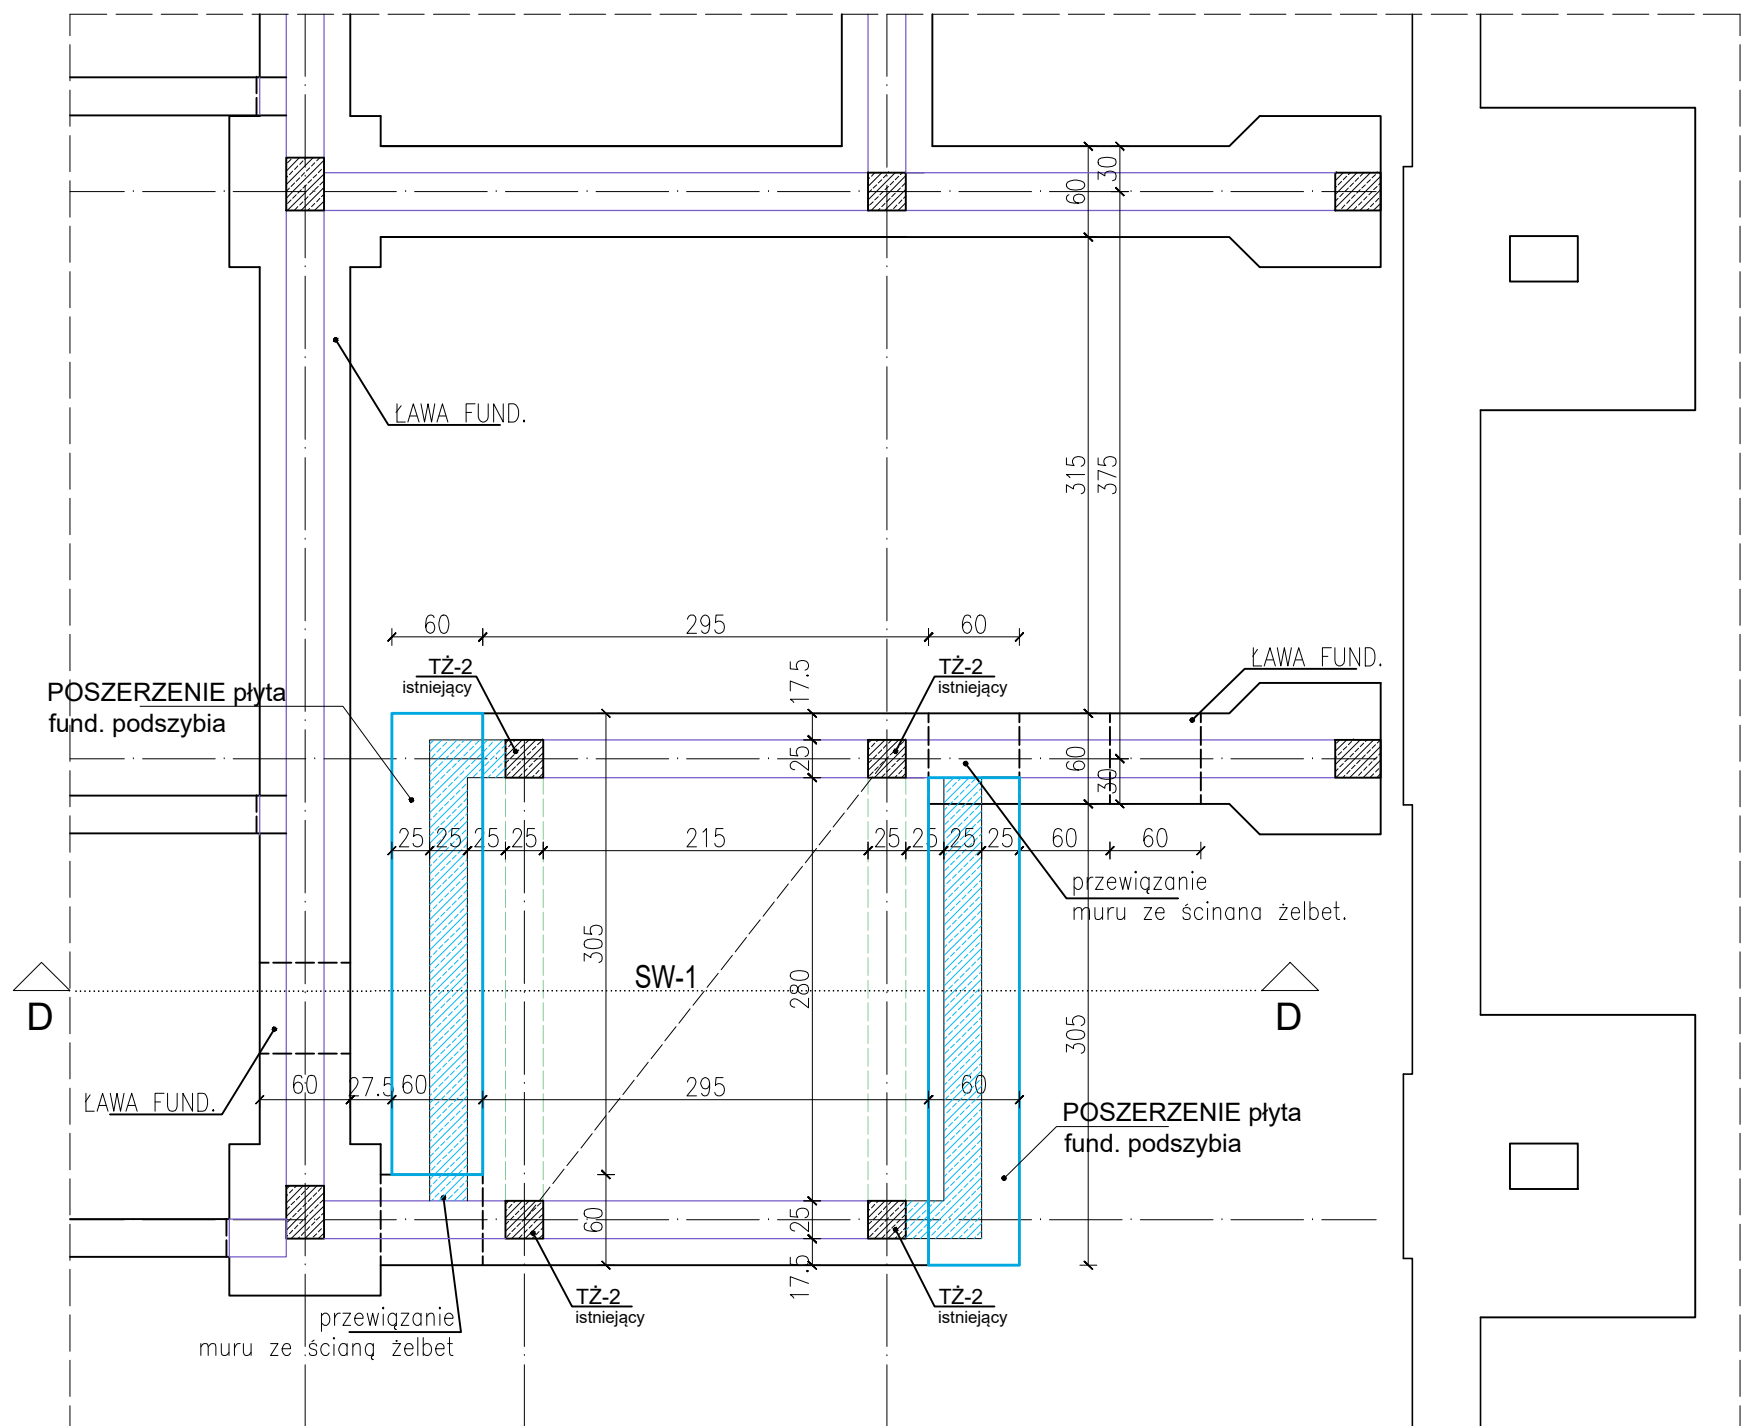 30
60
ŁAWA FUND.
315
375
60
295
60
TŻ-2
istniejący
17.5
TŻ-2
istniejący
ŁAWA FUND.
POSZERZENIE płyta
fund. podszybia
25
60
30
25
25
25
25
215
25
25
25
25
60
60
przewiązanie
muru ze ścinana żelbet.
305
SW-1
280
D
D
305
60
27.5
60
295
60
ŁAWA FUND.
POSZERZENIE płyta
fund. podszybia
60
25
17.5
TŻ-2
istniejący
TŻ-2
istniejący
przewiązanie
muru ze ścianą żelbet